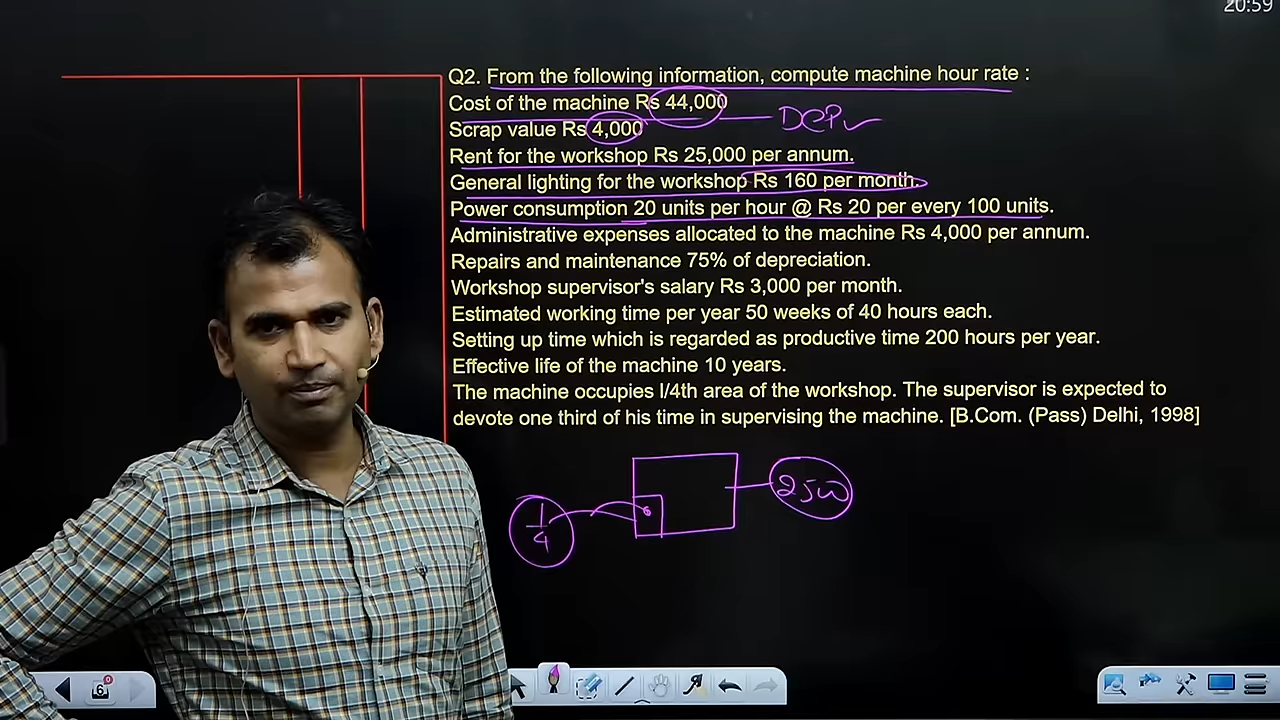 20:59
Q2. From the following information, compute machine hour rate :
Cost of the machine Rs 44,000
Scrap value Rs 4,000
Depr
Rent for the workshop Rs 25,000 per annum.
General lighting for the workshop Rs 160 per month.
Power consumption 20 units per hour @ Rs 20 per every 100 units.
Administrative expenses allocated to the machine Rs 4,000 per annum.
Repairs and maintenance 75% of depreciation.
Workshop supervisor's salary Rs 3,000 per month.
Estimated working time per year 50 weeks of 40 hours each.
Setting up time which is regarded as productive time 200 hours per year.
Effective life of the machine 10 years.
The machine occupies l/4th area of the workshop. The supervisor is expected to
devote one third of his time in supervising the machine. [B.Com. (Pass) Delhi, 1998]
1/4
6
0